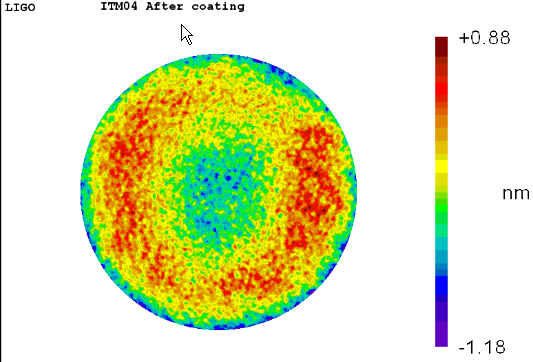 LIGO
ITM04 After coating
+0.88
nm
-1.18